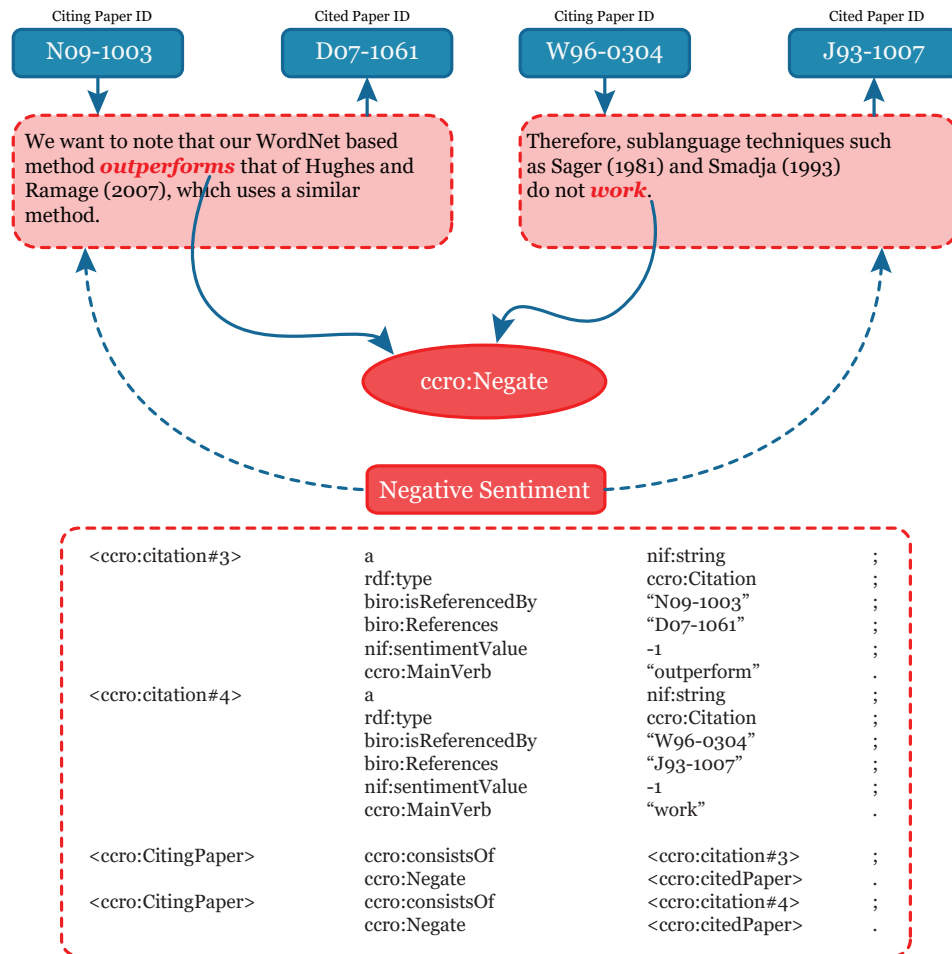 Citing Paper ID Cited Paper ID Citing Paper ID Cited Paper ID
N09-1003 D07-1061 W96-0304 J93-1007
We want to note that our WordNet based
method outperforms that of Hughes and
Ramage (2007), which uses a similar
method.
Therefore, sublanguage techniques such
as Sager (1981) and Smadja (1993)
do not work.
ccro:Negate
Negative Sentiment
<ccro:citation#3> a nif:string ;
rdf:type ccro:Citation ;
biro:isReferencedBy “N09-1003” ;
biro:References “D07-1061” ;
nif:sentimentValue -1 ;
ccro:MainVerb “outperform” .
<ccro:citation#4> a nif:string ;
rdf:type ccro:Citation ;
biro:isReferencedBy “W96-0304” ;
biro:References “J93-1007” ;
nif:sentimentValue -1 ;
ccro:MainVerb “work” .
<ccro:CitingPaper> ccro:consistsOf <ccro:citation#3> ;
ccro:Negate <ccro:citedPaper> .
<ccro:CitingPaper> ccro:consistsOf <ccro:citation#4> ;
ccro:Negate <ccro:citedPaper> .